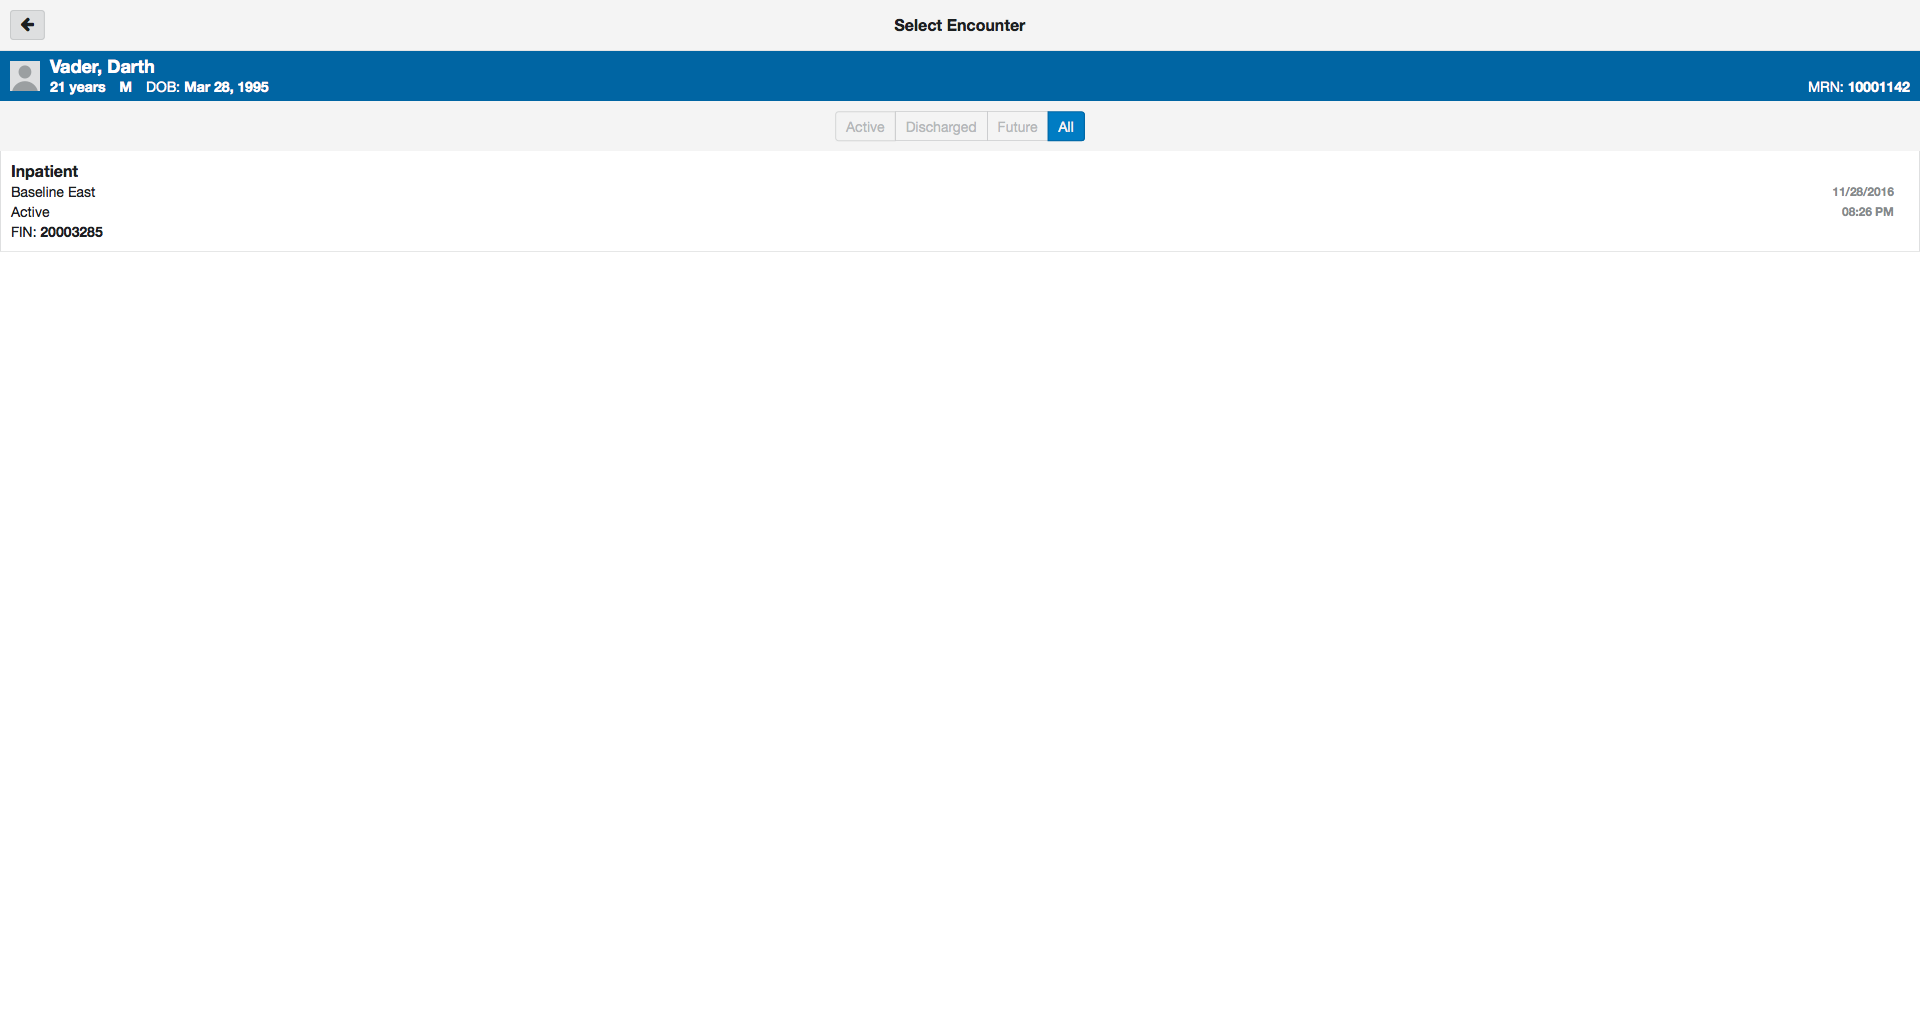 Select Encounter
Vader, Darth
21 years M DOB: Mar 28, 1995 MRN: 10001142
Active Discharged Future All
Inpatient
Baseline East 11/28/2016
Active 08:26 PM
FIN: 20003285